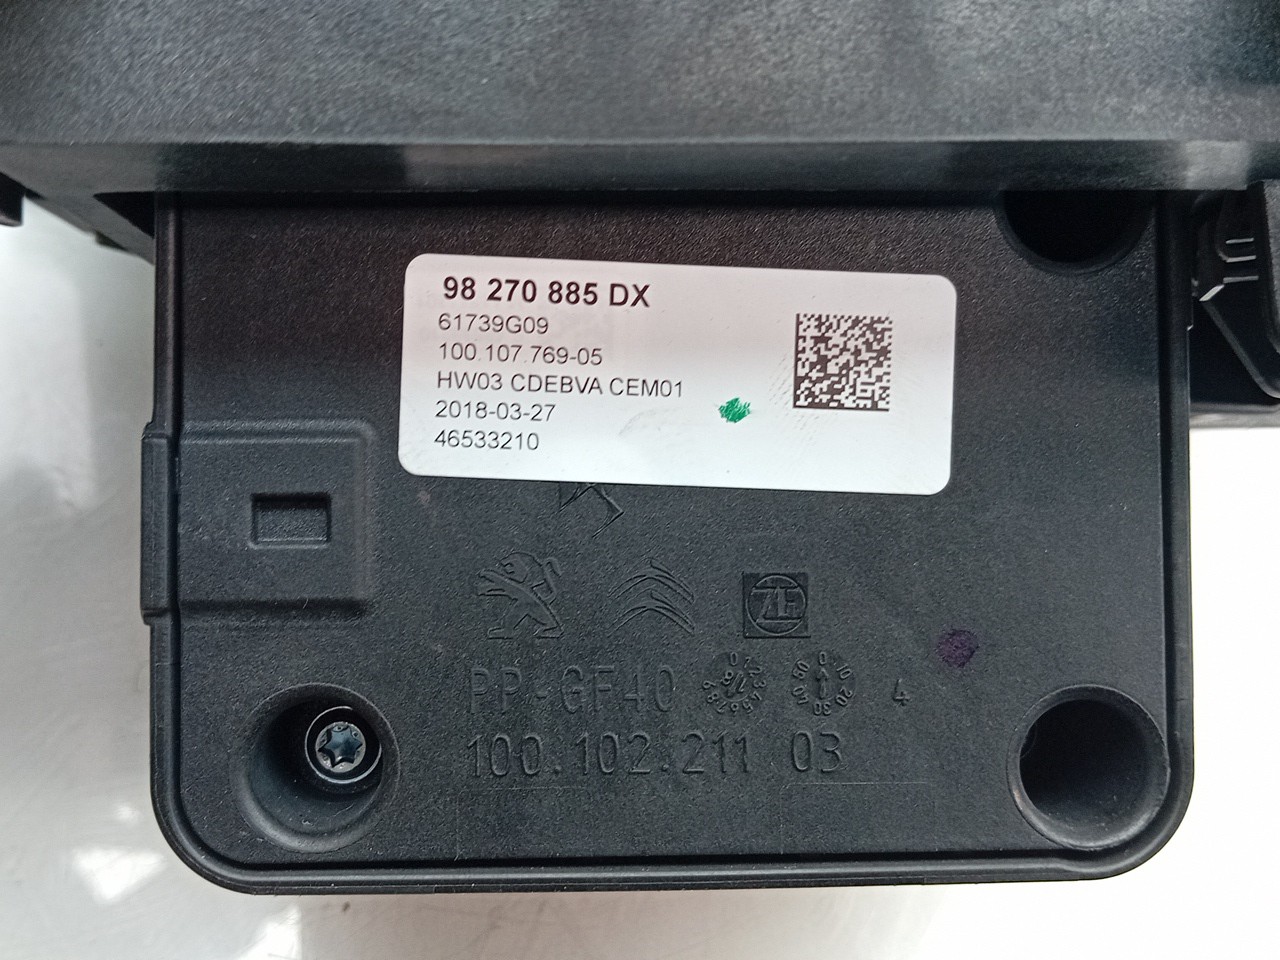 98 270 885 DX
61739G09
100.107.769-05
HW03 CDEBVA CEM01
2018-03-27
46533210
ZF
PP-GF40
4
100.102.211 03